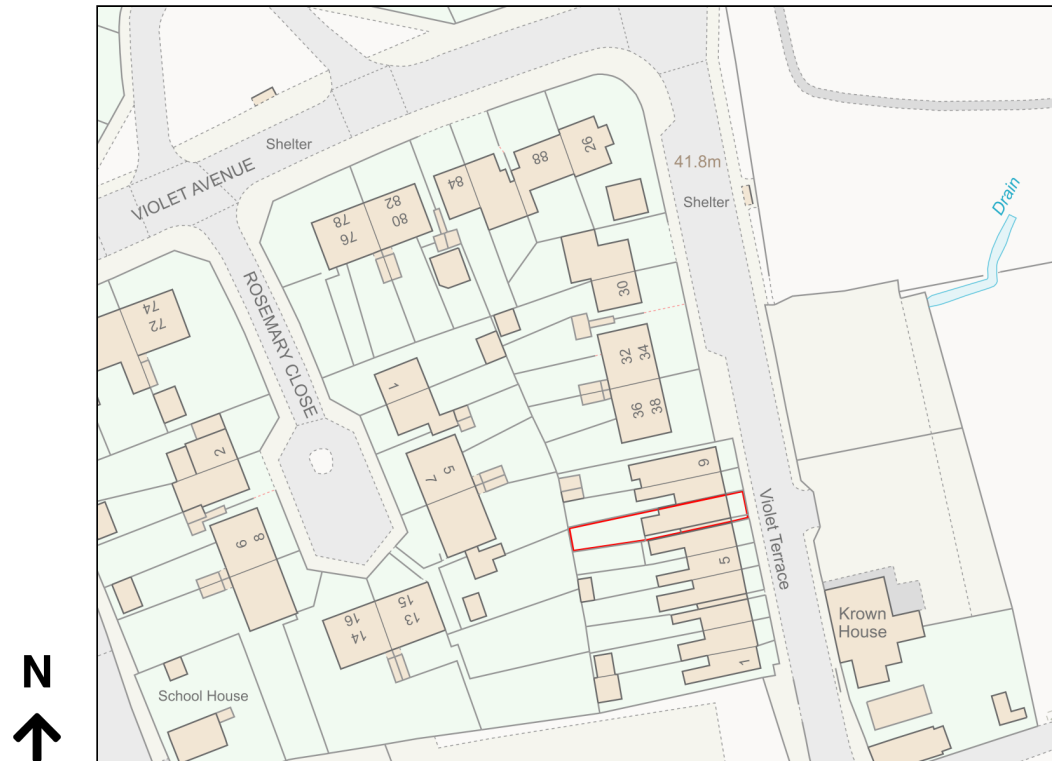 VIOLET AVENUE
Shelter
ROSEMARY CLOSE
41.8m
Shelter
Drain
26
88
84
82
80
78
76
74
72
30
32
34
36
38
1
2
5
7
6
8
9
5
1
15
13
16
14
Violet Terrace
Krown
House
School House
N